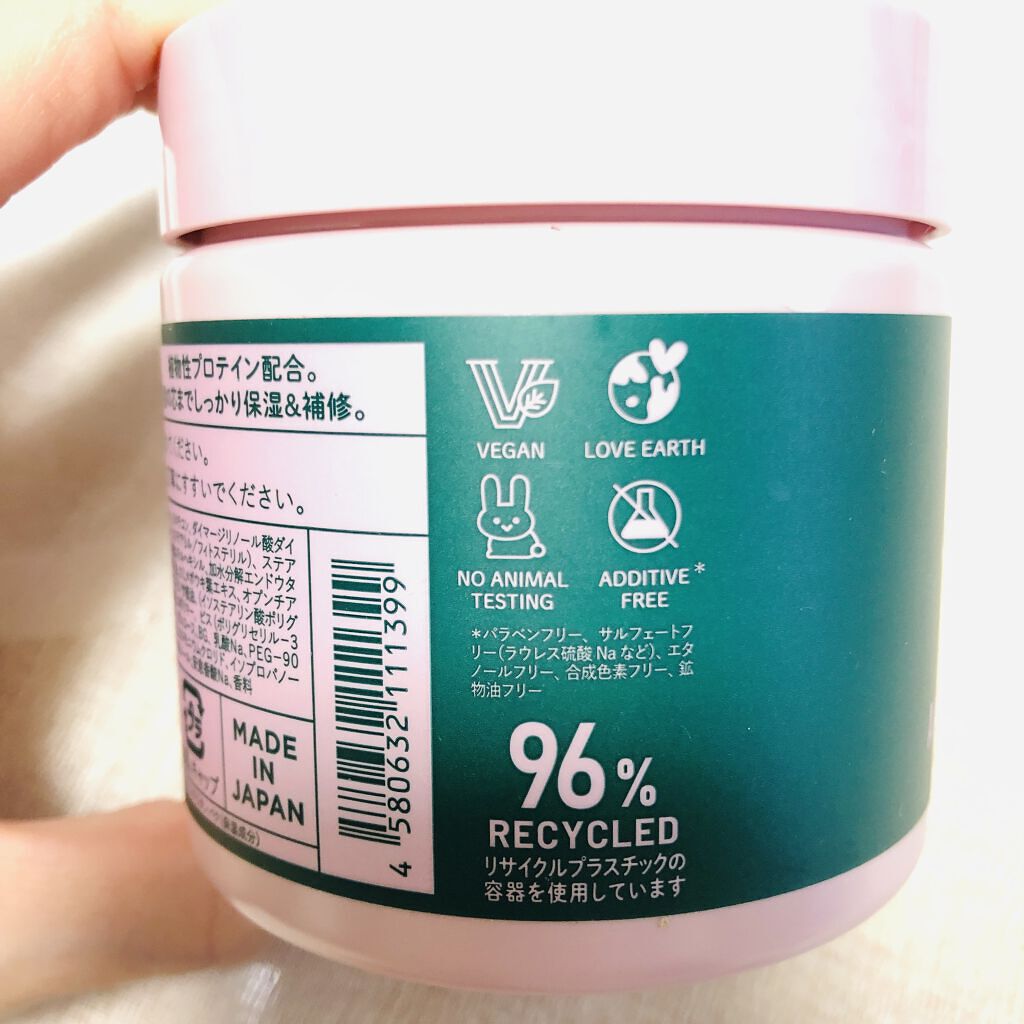 植物性プロテイン配合。
芯までしっかり保湿&補修。
ください。
にすすいでください。
ダイマージリノール酸ダイ
/フィトステリル)、ステア
加水分解エンドウタ
葉エキス、オプンチア
(イソステアリン酸ポリグ
ビス(ポリグリセリル-3
BG、乳酸Na、PEG-90
イソプロパノー
Na、香料
プラ
MADE
IN
JAPAN
4 580632 111399
VEGAN
LOVE EARTH
NO ANIMAL
TESTING
ADDITIVE*
FREE
*パラベンフリー、サルフェートフ
リー(ラウレス硫酸Naなど)、エタ
ノールフリー、合成色素フリー、鉱
物油フリー
96%
RECYCLED
リサイクルプラスチックの
容器を使用しています